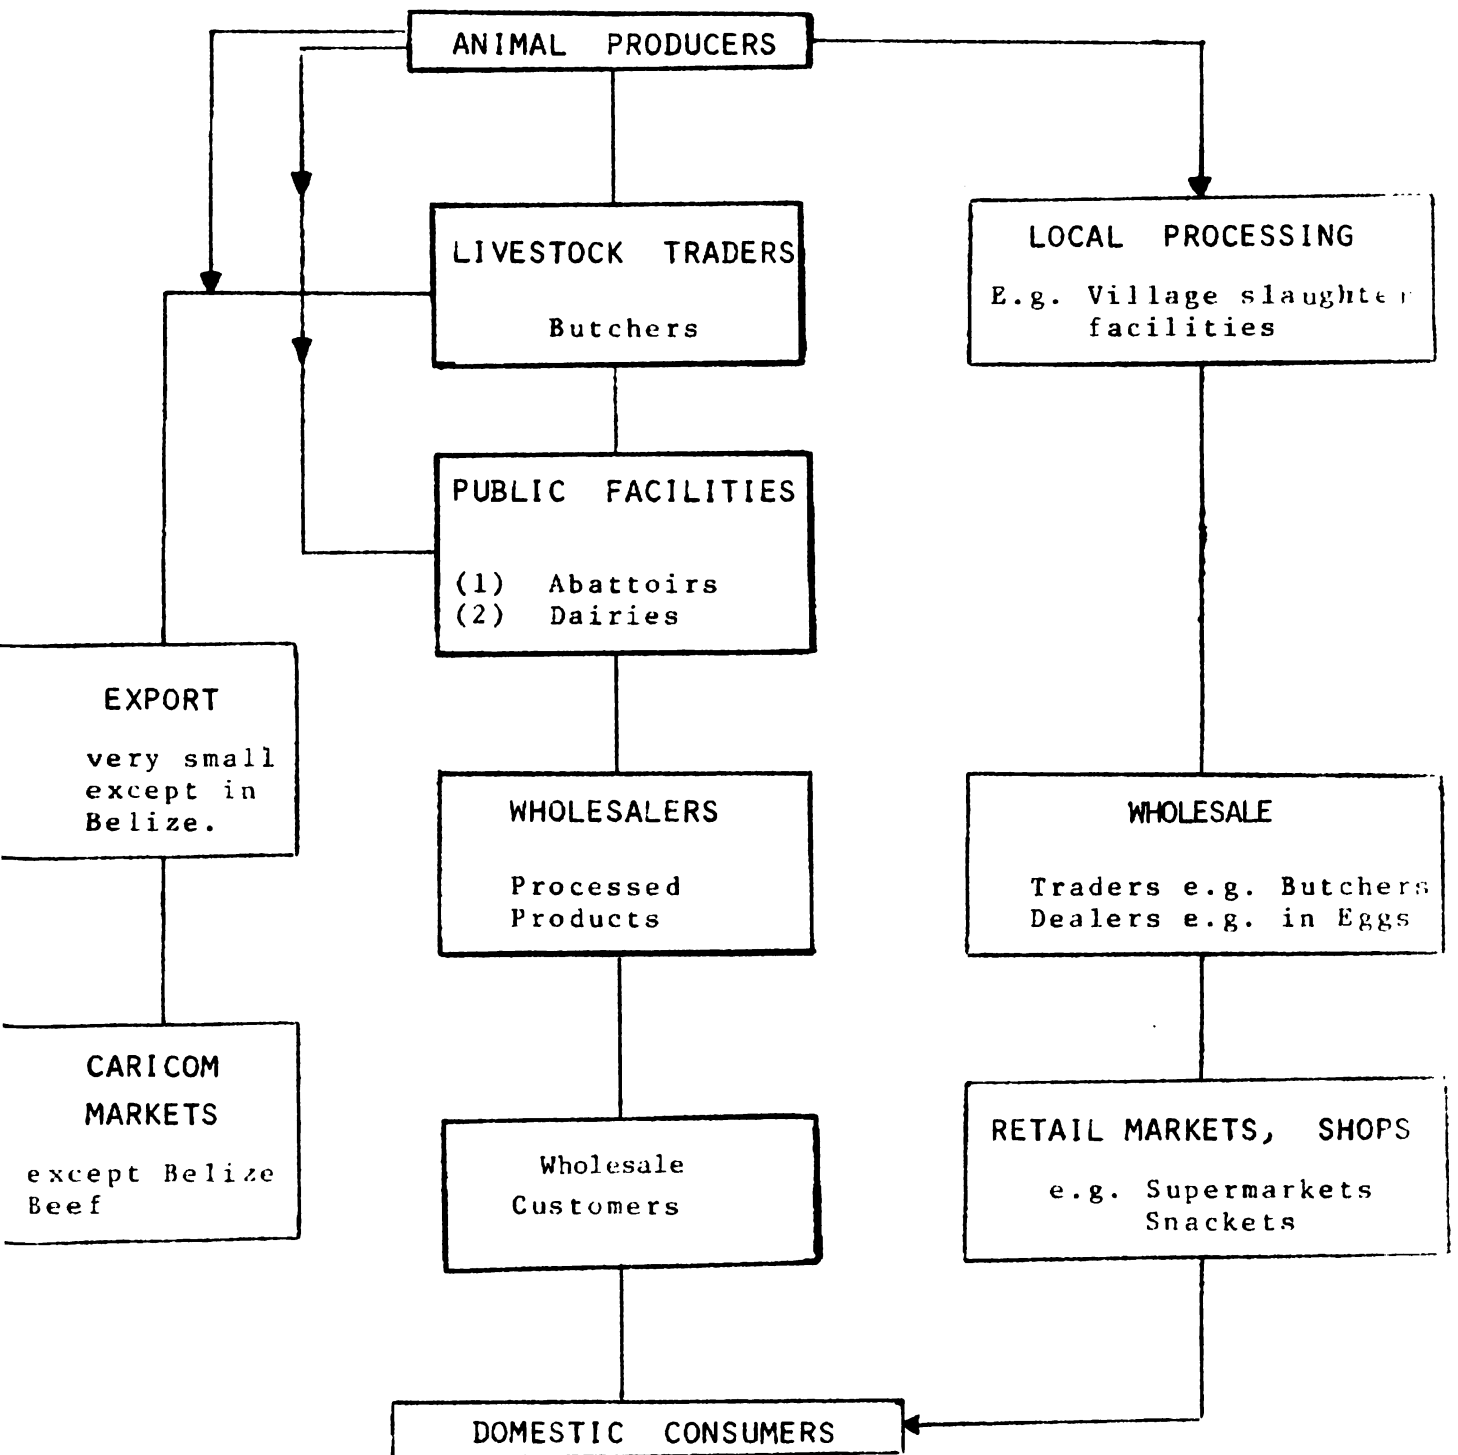 ANIMAL PRODUCERS
LIVESTOCK TRADERS
Butchers
LOCAL PROCESSING
E.g. Village slaughter
facilities
PUBLIC FACILITIES
(1) Abattoirs
(2) Dairies
EXPORT
very small
except in
Belize.
WHOLESALERS
Processed
Products
WHOLESALE
Traders e.g. Butchers
Dealers e.g. in Eggs
CARICOM
MARKETS
except Belize
Beef
Wholesale
Customers
RETAIL MARKETS, SHOPS
e.g. Supermarkets
Snackets
DOMESTIC CONSUMERS